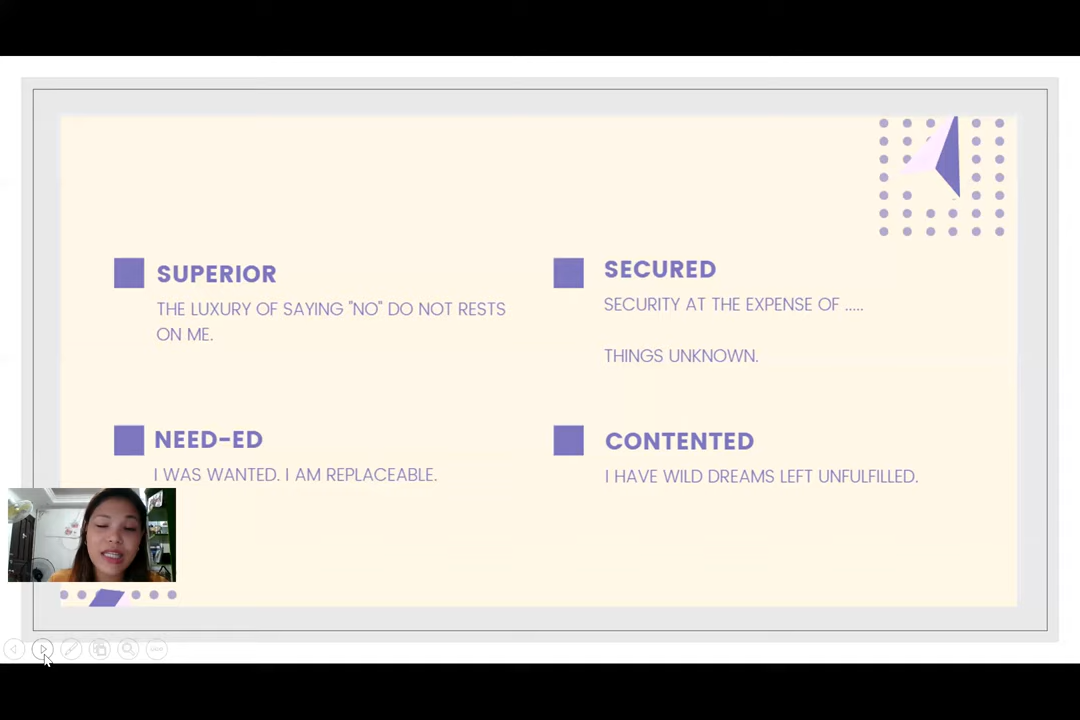 SUPERIOR
THE LUXURY OF SAYING "NO" DO NOT RESTS
ON ME.
SECURED
SECURITY AT THE EXPENSE OF .....
THINGS UNKNOWN.
NEED-ED
I WAS WANTED. I AM REPLACEABLE.
CONTENTED
I HAVE WILD DREAMS LEFT UNFULFILLED.